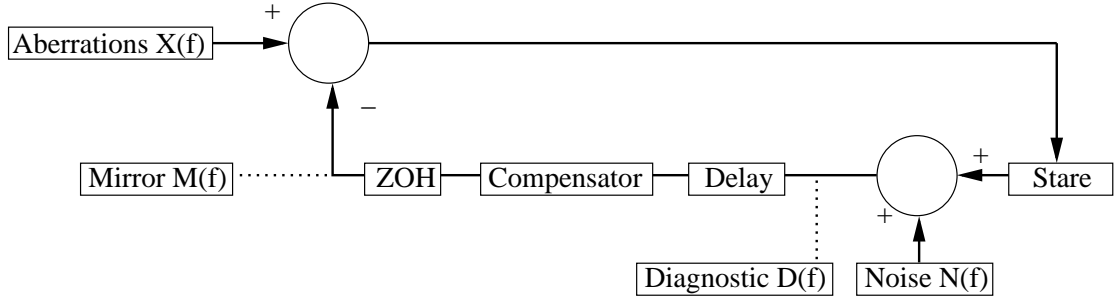 +
Aberrations X(f)
−
Mirror M(f)
ZOH
Compensator
Delay
+
Stare
+
Diagnostic D(f)
Noise N(f)